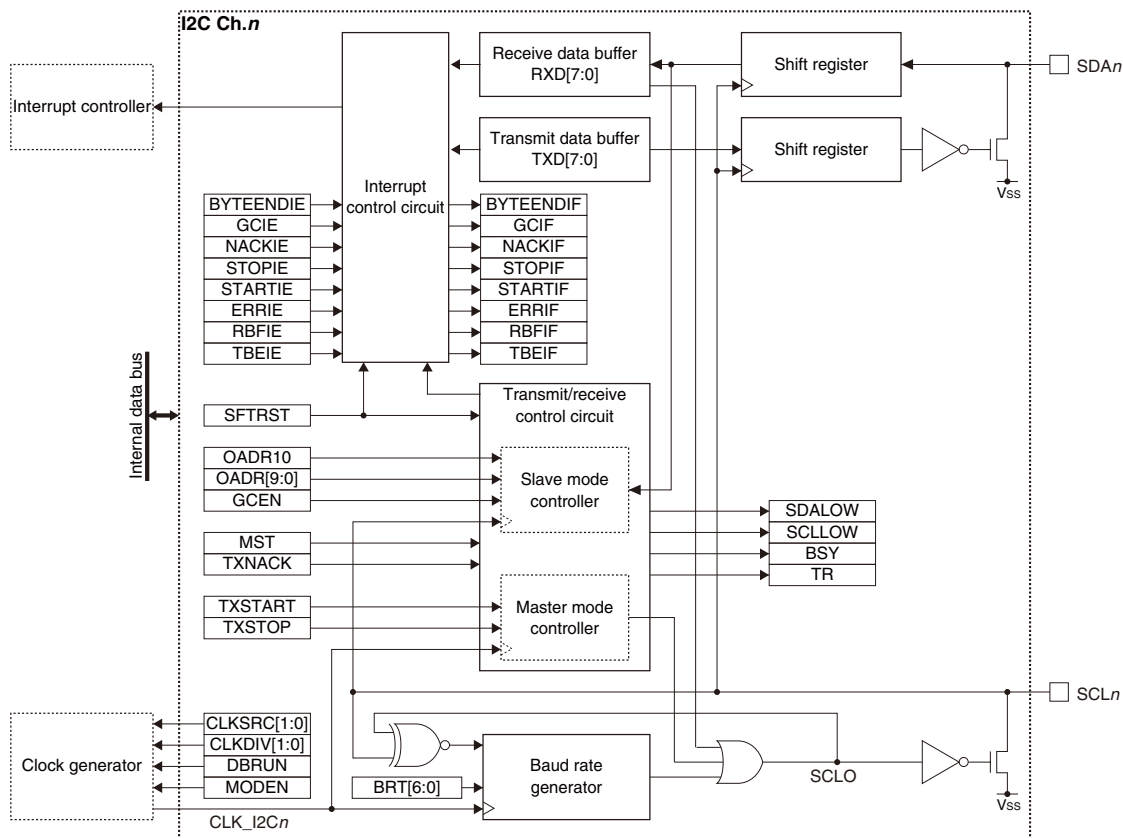 I2C Ch.n
Interrupt controller
Interrupt
control circuit
Receive data buffer
RXD[7:0]
Shift register
SDAn
Transmit data buffer
TXD[7:0]
Shift register
VSS
BYTEENDIE
GCIE
NACKIE
STOPIE
STARTIE
ERRIE
RBFIE
TBEIE
BYTEENDIF
GCIF
NACKIF
STOPIF
STARTIF
ERRIF
RBFIF
TBEIF
Internal data bus
SFTRST
Transmit/receive
control circuit
OADR10
OADR[9:0]
GCEN
Slave mode
controller
MST
TXNACK
SDALOW
SCLLOW
BSY
TR
TXSTART
TXSTOP
Master mode
controller
SCLn
Clock generator
CLKSRC[1:0]
CLKDIV[1:0]
DBRUN
MODEN
BRT[6:0]
Baud rate
generator
SCLO
VSS
CLK_I2Cn